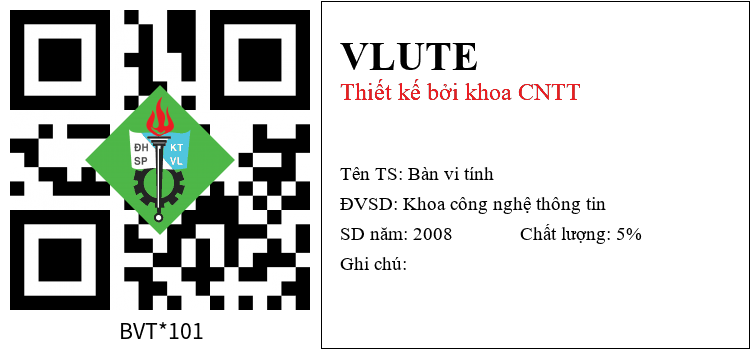 ĐH KT
SP VL
BVT*101
VLUTE
Thiết kế bởi khoa CNTT
Tên TS: Bàn vi tính
ĐVSD: Khoa công nghệ thông tin
SD năm: 2008 Chất lượng: 5%
Ghi chú: